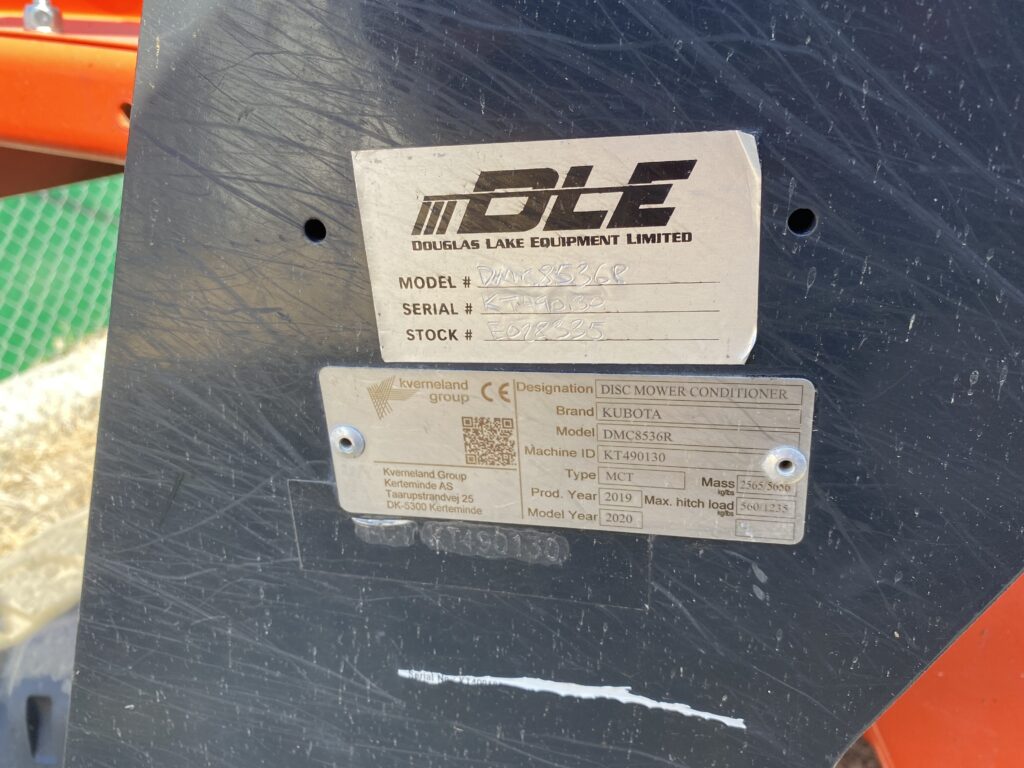 DLE
DOUGLAS LAKE EQUIPMENT LIMITED
MODEL # DMC8536R
SERIAL # KT490130
STOCK # E028335
kverneland
group CE
Kverneland Group
Kerteminde AS
Taarupstrandvej 25
DK-5300 Kerteminde
Designation DISC MOWER CONDITIONER
Brand KUBOTA
Model DMC8536R
Machine ID KT490130
Type MCT Mass kg/lbs 2565/5656
Prod. Year 2019 Max. hitch load kg/lbs 560/1235
Model Year 2020
KT490130
Serial No.